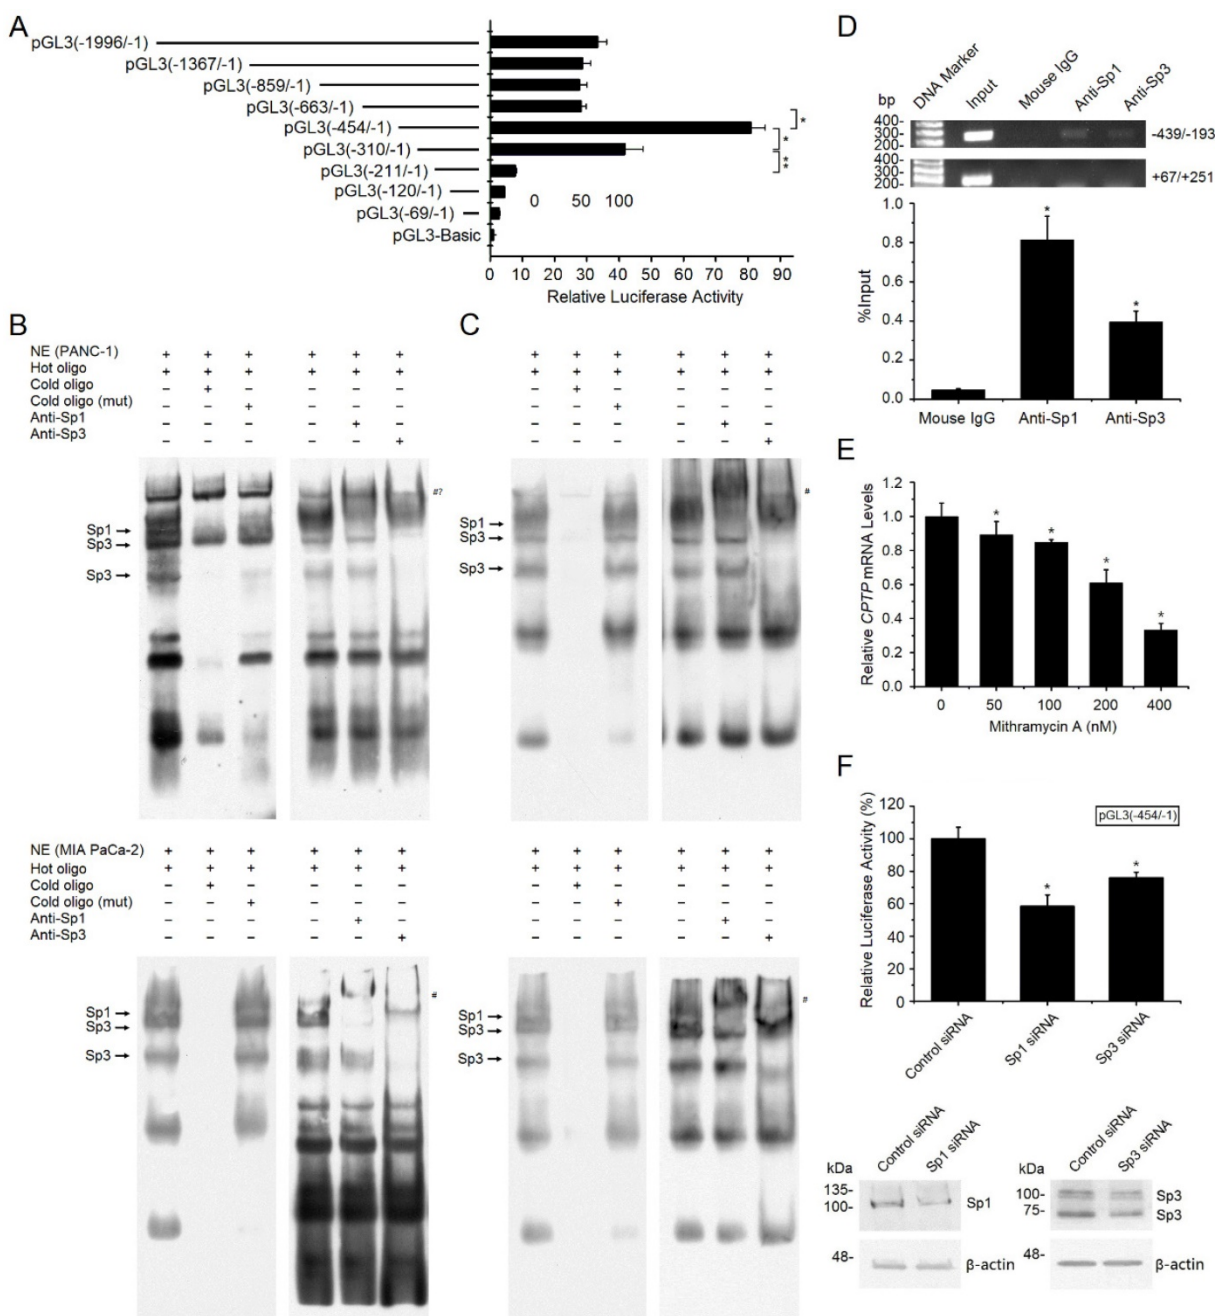 A
pGL3(-1996/-1)
pGL3(-1367/-1)
pGL3(-859/-1)
pGL3(-663/-1)
pGL3(-454/-1)
pGL3(-310/-1)
pGL3(-211/-1)
pGL3(-120/-1)
pGL3(-69/-1)
pGL3-Basic
*
*
**
0 50 100
0 10 20 30 40 50 60 70 80 90
Relative Luciferase Activity
B
NE (PANC-1) + + + + + +
Hot oligo + + + + + +
Cold oligo – + – – – –
Cold oligo (mut) – – + – – –
Anti-Sp1 – – – – + –
Anti-Sp3 – – – – – +
#?
Sp1
Sp3
Sp3
NE (MIA PaCa-2) + + + + + +
Hot oligo + + + + + +
Cold oligo – + – – – –
Cold oligo (mut) – – + – – –
Anti-Sp1 – – – – + –
Anti-Sp3 – – – – – +
#
Sp1
Sp3
Sp3
C
+ + + + + +
+ + + + + +
– + – – – –
– – + – – –
– – – – + –
– – – – – +
#
Sp1
Sp3
Sp3
+ + + + + +
+ + + + + +
– + – – – –
– – + – – –
– – – – + –
– – – – – +
#
Sp1
Sp3
Sp3
D
DNA Marker
Input
Mouse IgG
Anti-Sp1
Anti-Sp3
bp
400-
300-
200-
-439/-193
400-
300-
200-
+67/+251
%Input
1.0
0.8
0.6
0.4
0.2
0.0
*
*
Mouse IgG Anti-Sp1 Anti-Sp3
E
Relative CPTP mRNA Levels
1.2
1.0
0.8
0.6
0.4
0.2
0.0
*
*
*
*
0 50 100 200 400
Mithramycin A (nM)
F
Relative Luciferase Activity (%)
120
100
80
60
40
20
0
pGL3(-454/-1)
*
*
Control siRNA
Sp1 siRNA
Sp3 siRNA
Control siRNA
Sp1 siRNA
kDa
135-
100-
Sp1
48-
β-actin
Control siRNA
Sp3 siRNA
kDa
100-
75-
Sp3
Sp3
48-
β-actin